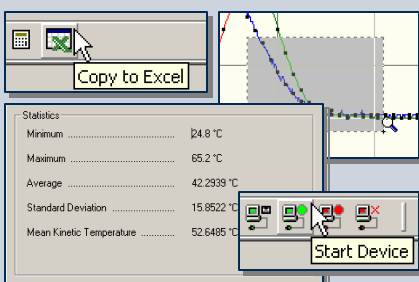 Copy to Excel
Statistics
Minimum .................................... 24.8 °C
Maximum ................................... 65.2 °C
Average ..................................... 42.2939 °C
Standard Deviation .................... 15.8522 °C
Mean Kinetic Temperature ............. 52.6485 °C
Start Device